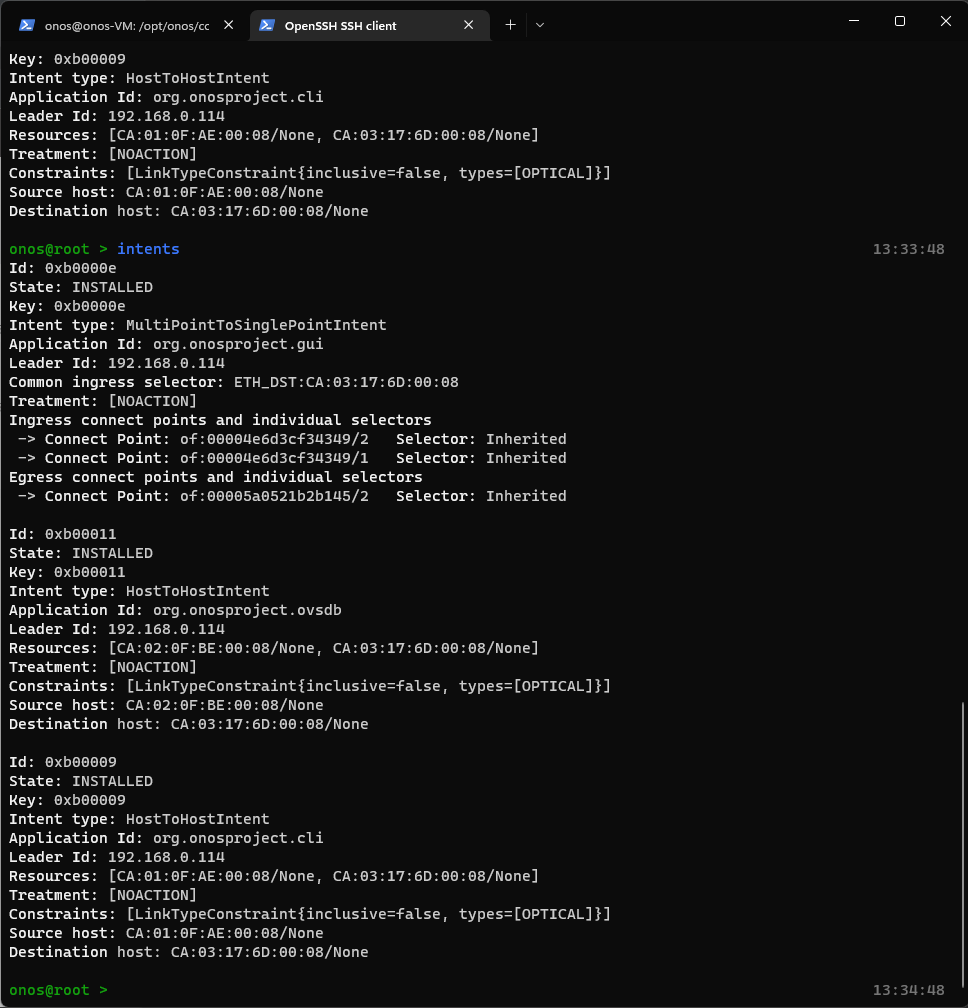 onos@onos-VM: /opt/onos/cc
OpenSSH SSH client
Key: 0xb00009
Intent type: HostToHostIntent
Application Id: org.onosproject.cli
Leader Id: 192.168.0.114
Resources: [CA:01:0F:AE:00:08/None, CA:03:17:6D:00:08/None]
Treatment: [NOACTION]
Constraints: [LinkTypeConstraint{inclusive=false, types=[OPTICAL]}]
Source host: CA:01:0F:AE:00:08/None
Destination host: CA:03:17:6D:00:08/None
onos@root > intents 13:33:48
Id: 0xb0000e
State: INSTALLED
Key: 0xb0000e
Intent type: MultiPointToSinglePointIntent
Application Id: org.onosproject.gui
Leader Id: 192.168.0.114
Common ingress selector: ETH_DST:CA:03:17:6D:00:08
Treatment: [NOACTION]
Ingress connect points and individual selectors
-> Connect Point: of:00004e6d3cf34349/2 Selector: Inherited
-> Connect Point: of:00004e6d3cf34349/1 Selector: Inherited
Egress connect points and individual selectors
-> Connect Point: of:00005a0521b2b145/2 Selector: Inherited
Id: 0xb00011
State: INSTALLED
Key: 0xb00011
Intent type: HostToHostIntent
Application Id: org.onosproject.ovsdb
Leader Id: 192.168.0.114
Resources: [CA:02:0F:BE:00:08/None, CA:03:17:6D:00:08/None]
Treatment: [NOACTION]
Constraints: [LinkTypeConstraint{inclusive=false, types=[OPTICAL]}]
Source host: CA:02:0F:BE:00:08/None
Destination host: CA:03:17:6D:00:08/None
Id: 0xb00009
State: INSTALLED
Key: 0xb00009
Intent type: HostToHostIntent
Application Id: org.onosproject.cli
Leader Id: 192.168.0.114
Resources: [CA:01:0F:AE:00:08/None, CA:03:17:6D:00:08/None]
Treatment: [NOACTION]
Constraints: [LinkTypeConstraint{inclusive=false, types=[OPTICAL]}]
Source host: CA:01:0F:AE:00:08/None
Destination host: CA:03:17:6D:00:08/None
onos@root > 13:34:48